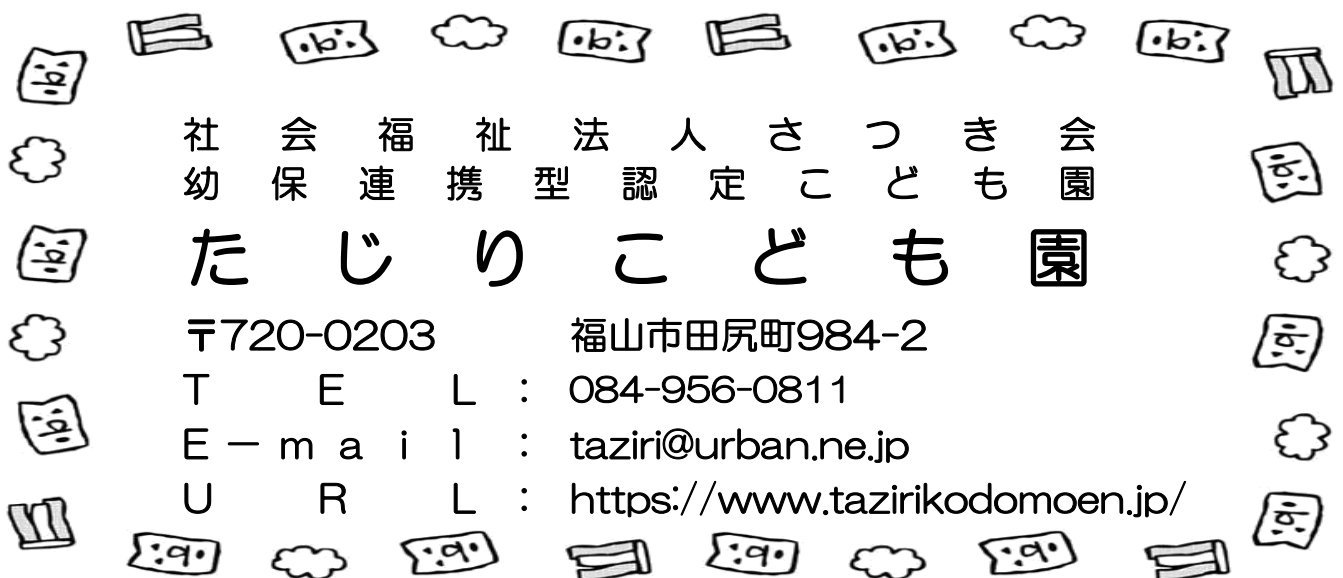 社会福祉法人さつき会
幼保連携型認定こども園
たじりこども園
〒720-0203 福山市田尻町984-2
TEL：084-956-0811
E－mail：taziri@urban.ne.jp
URL：https://www.tazirikodomoen.jp/